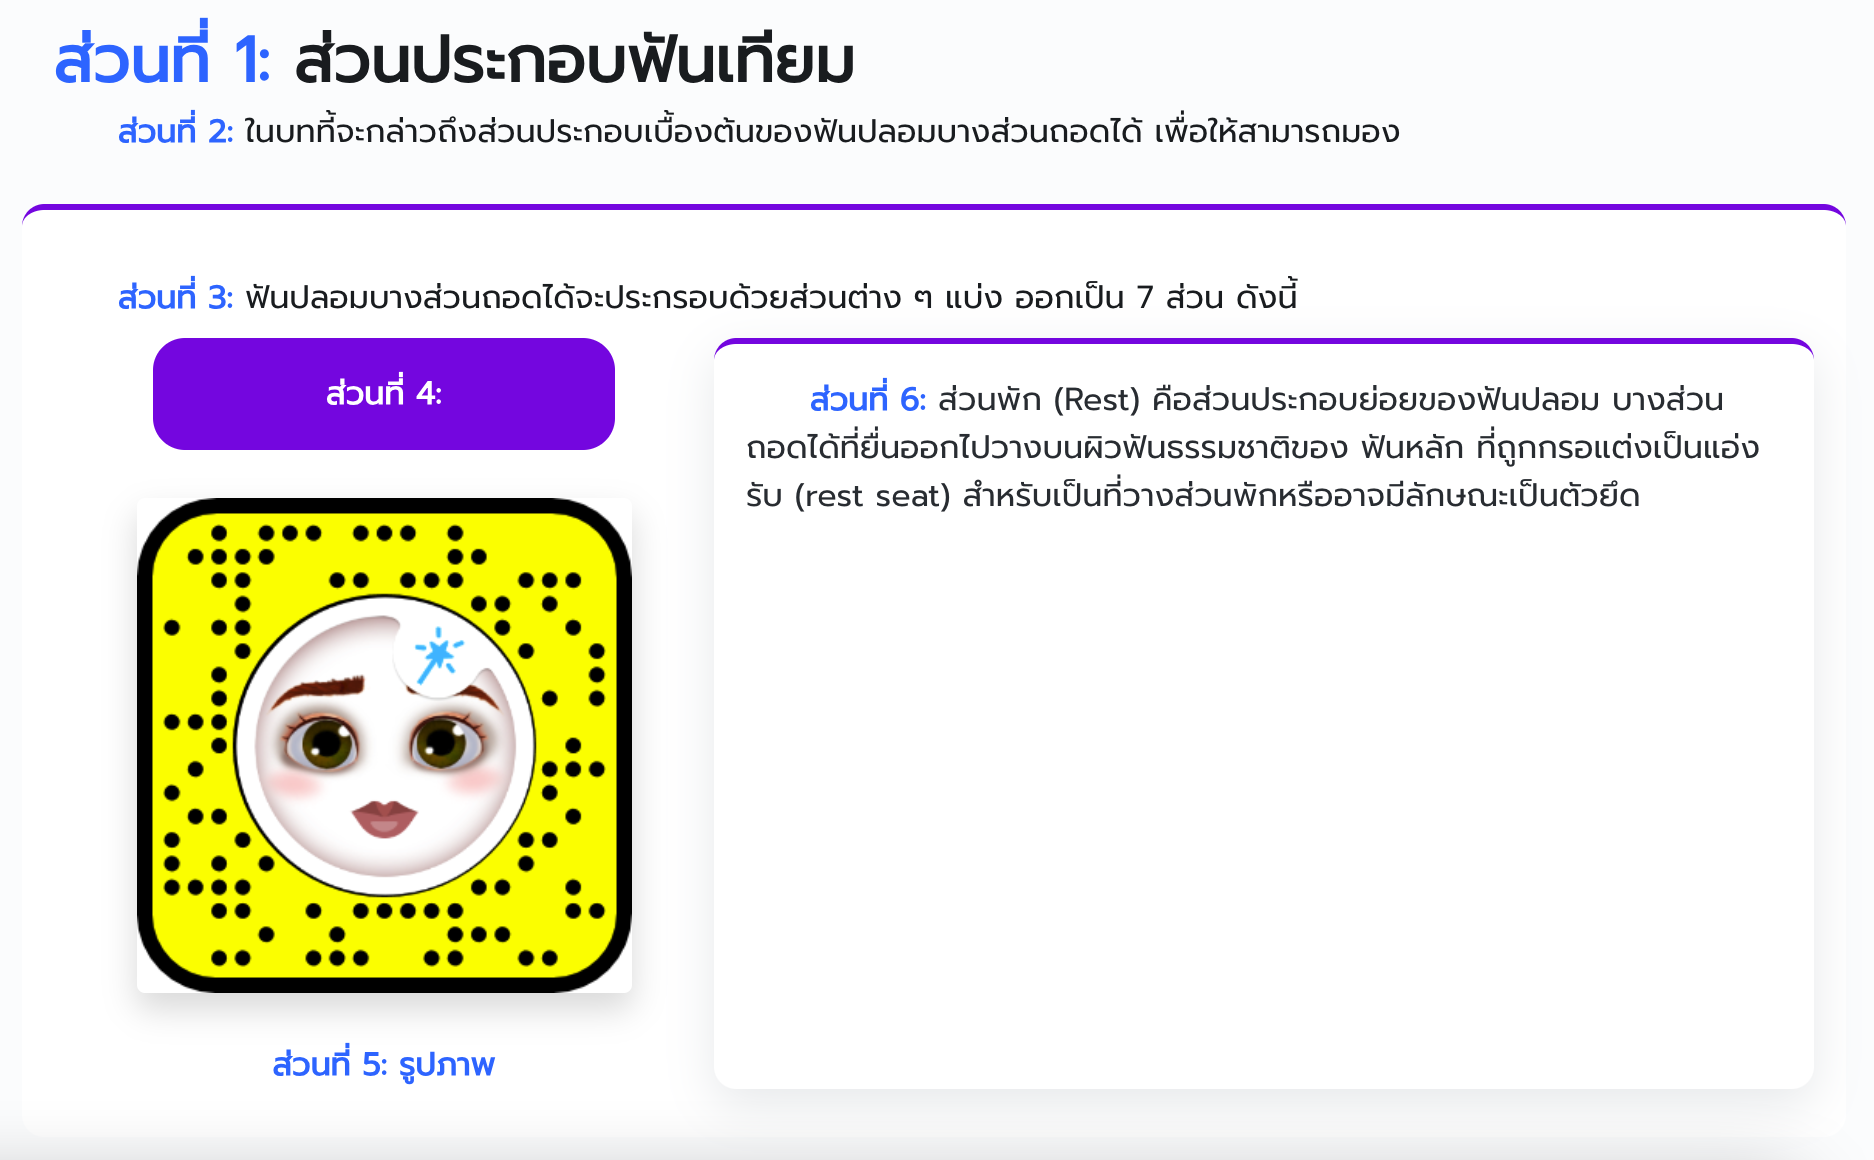 ส่วนที่ 1: ส่วนประกอบฟันเทียม
ส่วนที่ 2: ในบทที่้จะกล่าวถึงส่วนประกอบเบื้องต้นของฟันปลอมบางส่วนถอดได้ เพื่อให้สามารถมอง
ส่วนที่ 3: ฟันปลอมบางส่วนถอดได้จะประกรอบด้วยส่วนต่าง ๆ แบ่ง ออกเป็น 7 ส่วน ดังนี้
ส่วนที่ 4:
ส่วนที่ 5: รูปภาพ
ส่วนที่ 6: ส่วนพัก (Rest) คือส่วนประกอบย่อยของฟันปลอม บางส่วน
ถอดได้ที่ยื่นออกไปวางบนผิวฟันธรรมชาติของ ฟันหลัก ที่ถูกกรอแต่งเป็นแอ่ง
รับ (rest seat) สำหรับเป็นที่วางส่วนพักหรืออาจมีลักษณะเป็นตัวยึด